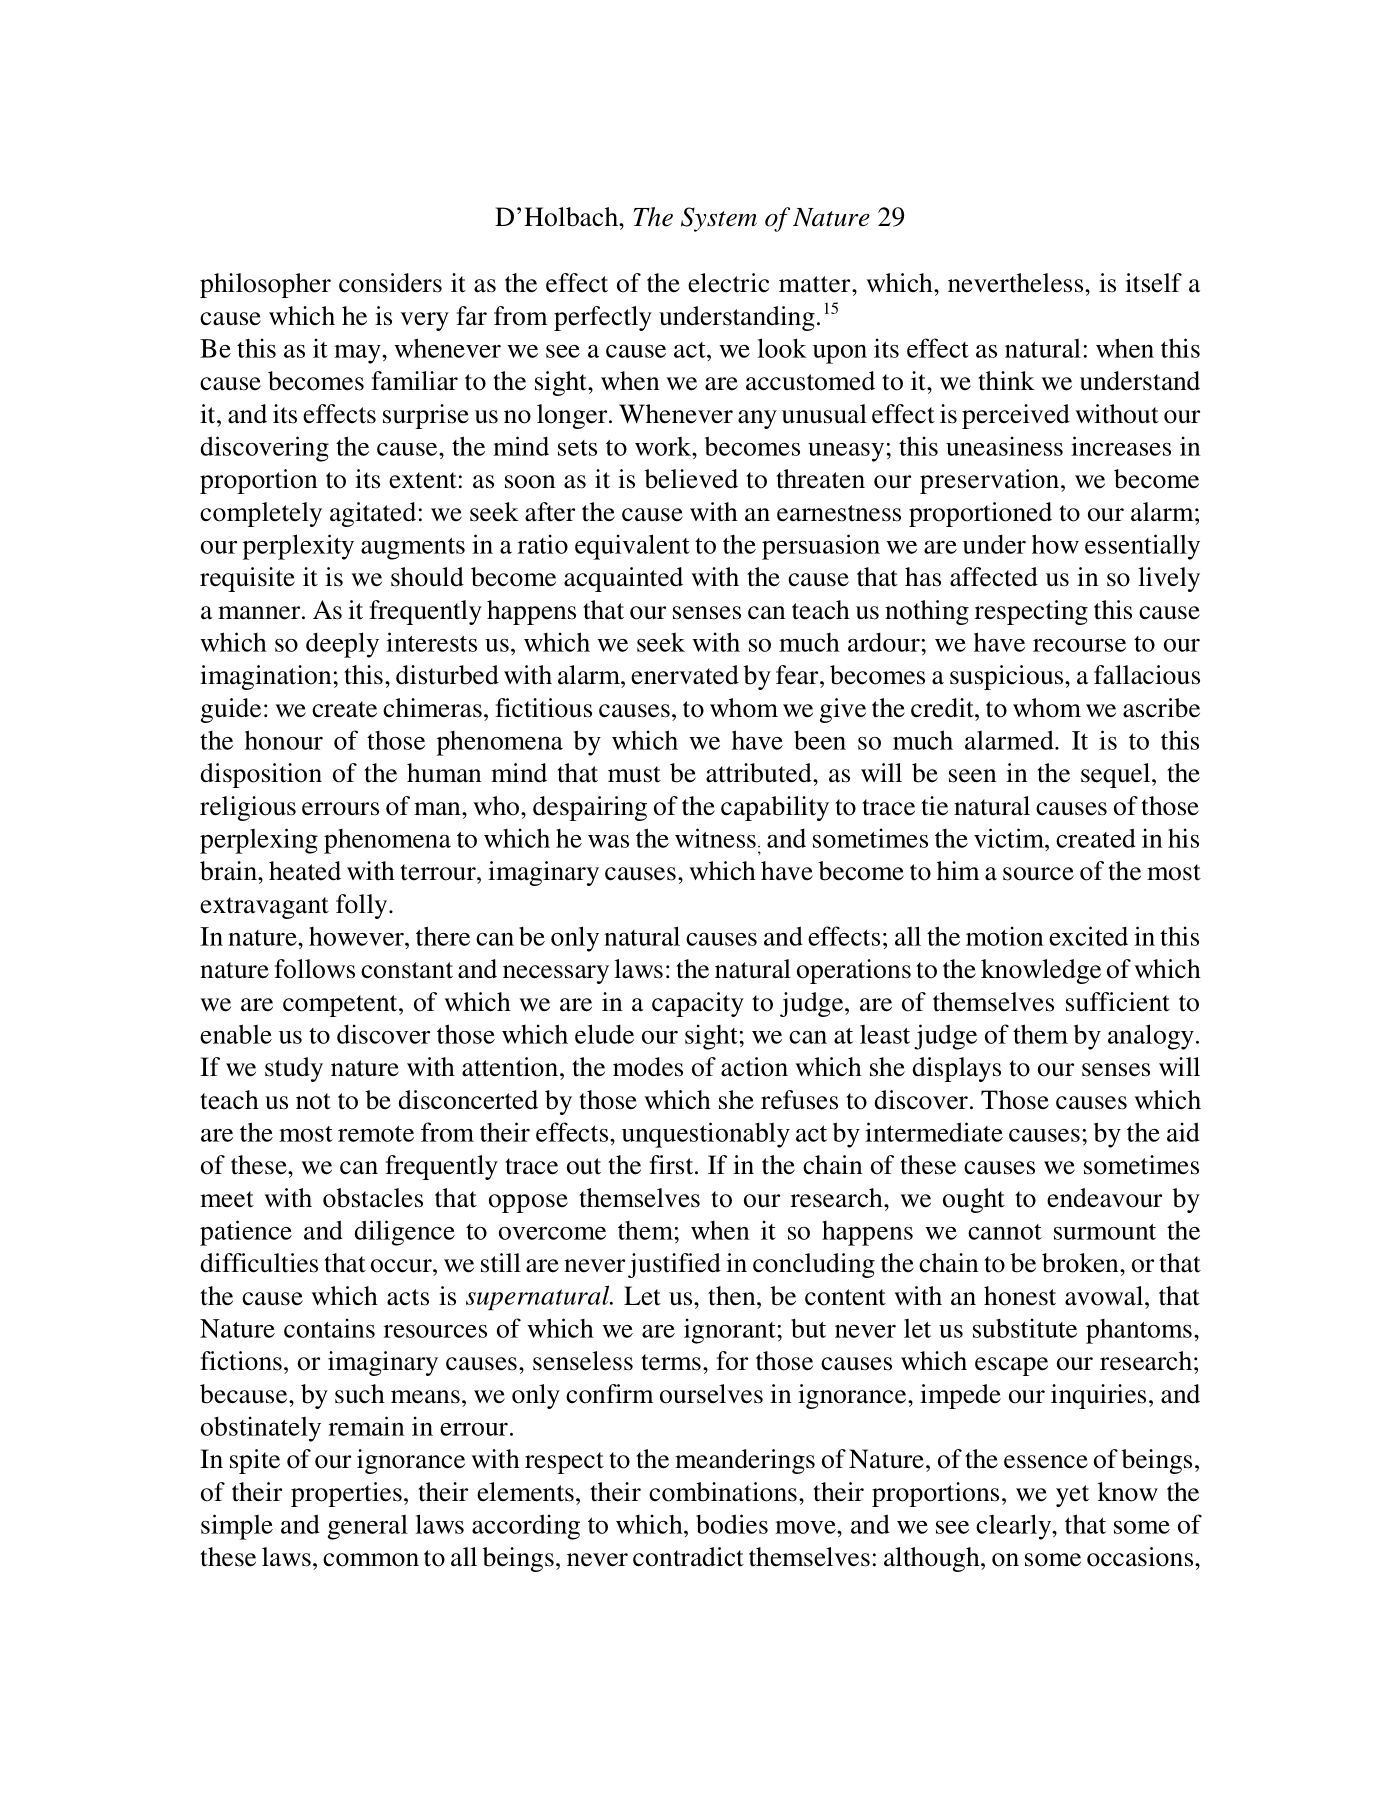 D’Holbach, The System of Nature 29
philosopher considers it as the effect of the electric matter, which, nevertheless, is itself a
cause which he is very far from perfectly understanding.15
Be this as it may, whenever we see a cause act, we look upon its effect as natural: when this
cause becomes familiar to the sight, when we are accustomed to it, we think we understand
it, and its effects surprise us no longer. Whenever any unusual effect is perceived without our
discovering the cause, the mind sets to work, becomes uneasy; this uneasiness increases in
proportion to its extent: as soon as it is believed to threaten our preservation, we become
completely agitated: we seek after the cause with an earnestness proportioned to our alarm;
our perplexity augments in a ratio equivalent to the persuasion we are under how essentially
requisite it is we should become acquainted with the cause that has affected us in so lively
a manner. As it frequently happens that our senses can teach us nothing respecting this cause
which so deeply interests us, which we seek with so much ardour; we have recourse to our
imagination; this, disturbed with alarm, enervated by fear, becomes a suspicious, a fallacious
guide: we create chimeras, fictitious causes, to whom we give the credit, to whom we ascribe
the honour of those phenomena by which we have been so much alarmed. It is to this
disposition of the human mind that must be attributed, as will be seen in the sequel, the
religious errours of man, who, despairing of the capability to trace tie natural causes of those
perplexing phenomena to which he was the witness; and sometimes the victim, created in his
brain, heated with terrour, imaginary causes, which have become to him a source of the most
extravagant folly.
In nature, however, there can be only natural causes and effects; all the motion excited in this
nature follows constant and necessary laws: the natural operations to the knowledge of which
we are competent, of which we are in a capacity to judge, are of themselves sufficient to
enable us to discover those which elude our sight; we can at least judge of them by analogy.
If we study nature with attention, the modes of action which she displays to our senses will
teach us not to be disconcerted by those which she refuses to discover. Those causes which
are the most remote from their effects, unquestionably act by intermediate causes; by the aid
of these, we can frequently trace out the first. If in the chain of these causes we sometimes
meet with obstacles that oppose themselves to our research, we ought to endeavour by
patience and diligence to overcome them; when it so happens we cannot surmount the
difficulties that occur, we still are never justified in concluding the chain to be broken, or that
the cause which acts is supernatural. Let us, then, be content with an honest avowal, that
Nature contains resources of which we are ignorant; but never let us substitute phantoms,
fictions, or imaginary causes, senseless terms, for those causes which escape our research;
because, by such means, we only confirm ourselves in ignorance, impede our inquiries, and
obstinately remain in errour.
In spite of our ignorance with respect to the meanderings of Nature, of the essence of beings,
of their properties, their elements, their combinations, their proportions, we yet know the
simple and general laws according to which, bodies move, and we see clearly, that some of
these laws, common to all beings, never contradict themselves: although, on some occasions,